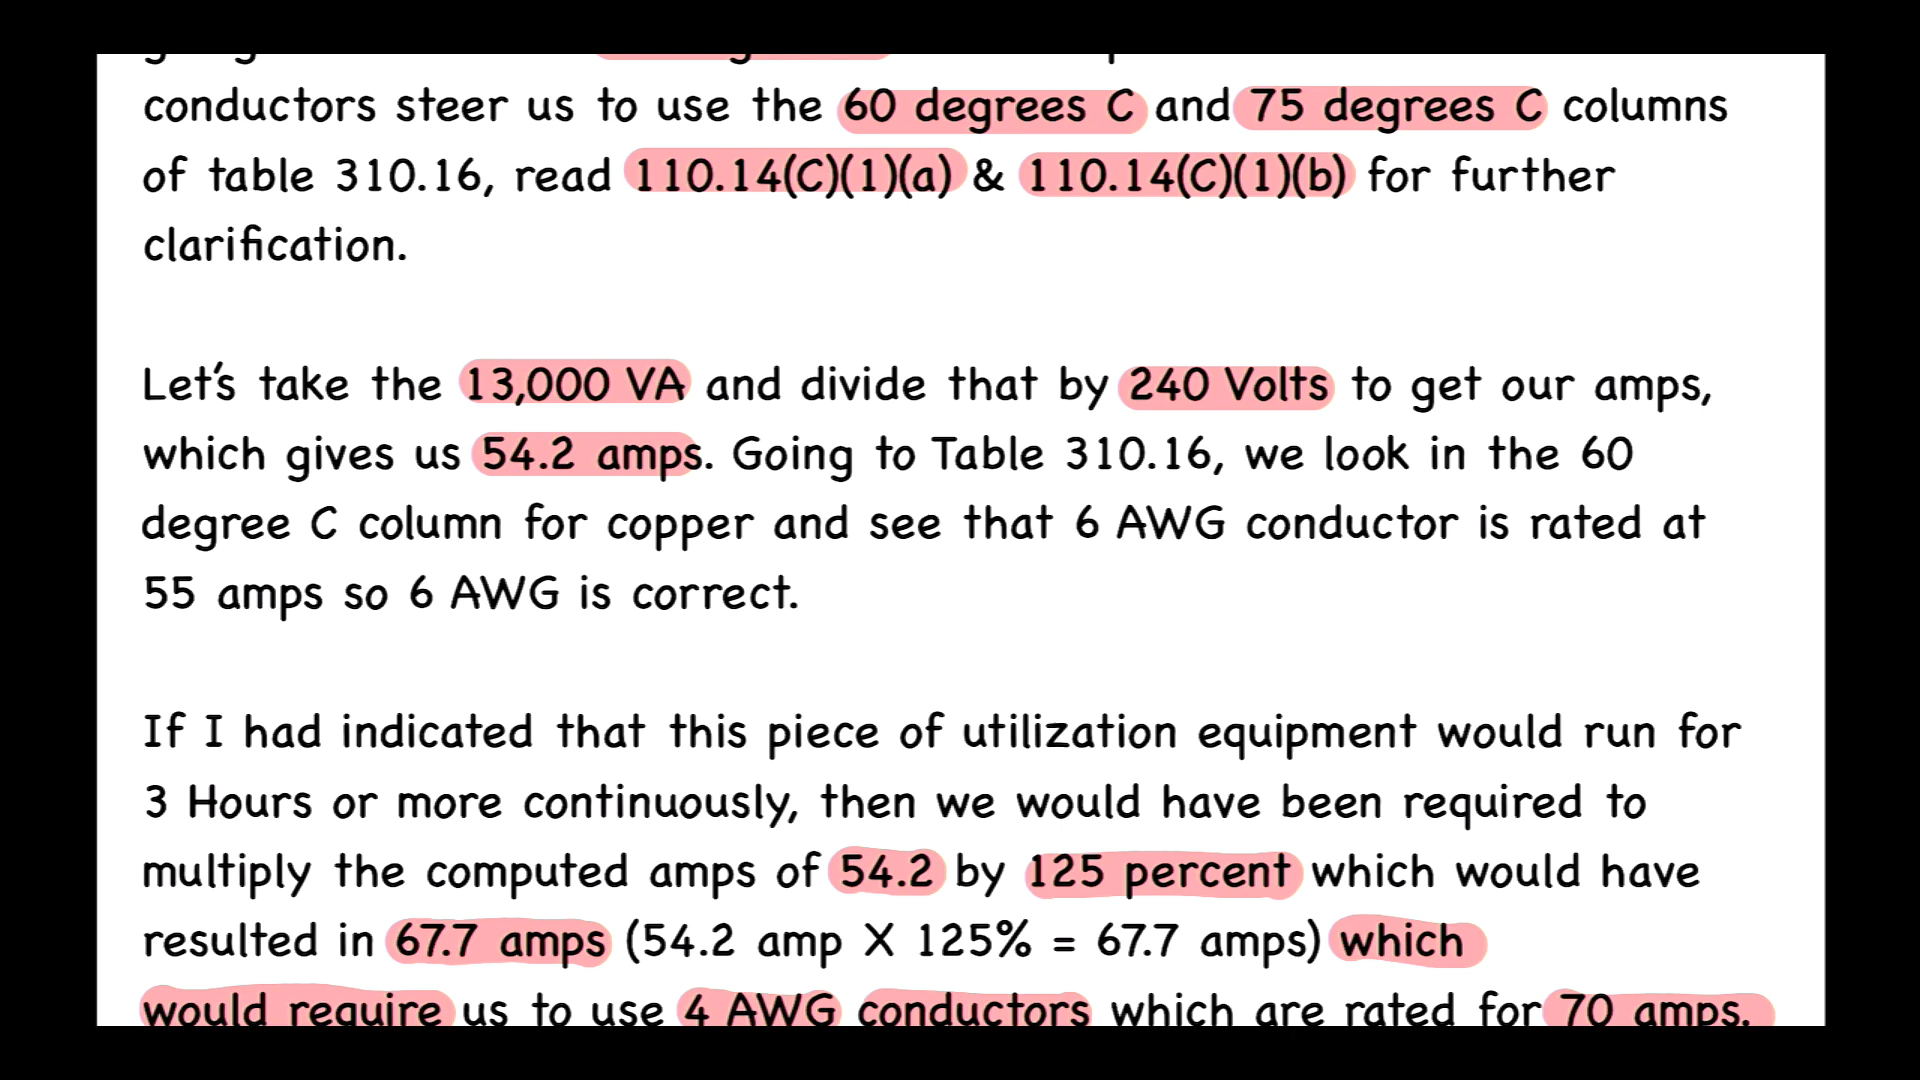 conductors steer us to use the 60 degrees C and 75 degrees C columns
of table 310.16, read 110.14(C)(1)(a) & 110.14(C)(1)(b) for further
clarification.
Let's take the 13,000 VA and divide that by 240 Volts to get our amps,
which gives us 54.2 amps. Going to Table 310.16, we look in the 60
degree C column for copper and see that 6 AWG conductor is rated at
55 amps so 6 AWG is correct.
If I had indicated that this piece of utilization equipment would run for
3 Hours or more continuously, then we would have been required to
multiply the computed amps of 54.2 by 125 percent which would have
resulted in 67.7 amps (54.2 amp X 125% = 67.7 amps) which
would require us to use 4 AWG conductors which are rated for 70 amps.